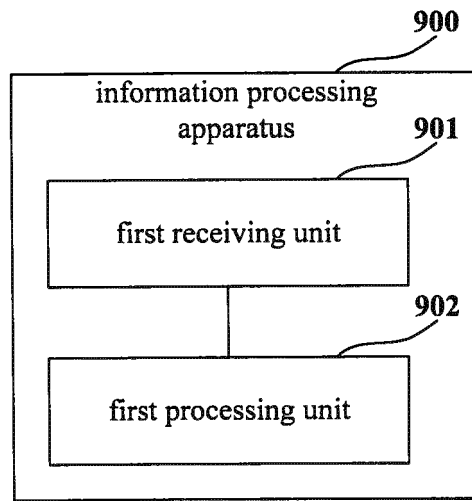 900
information processing
apparatus
901
first receiving unit
902
first processing unit